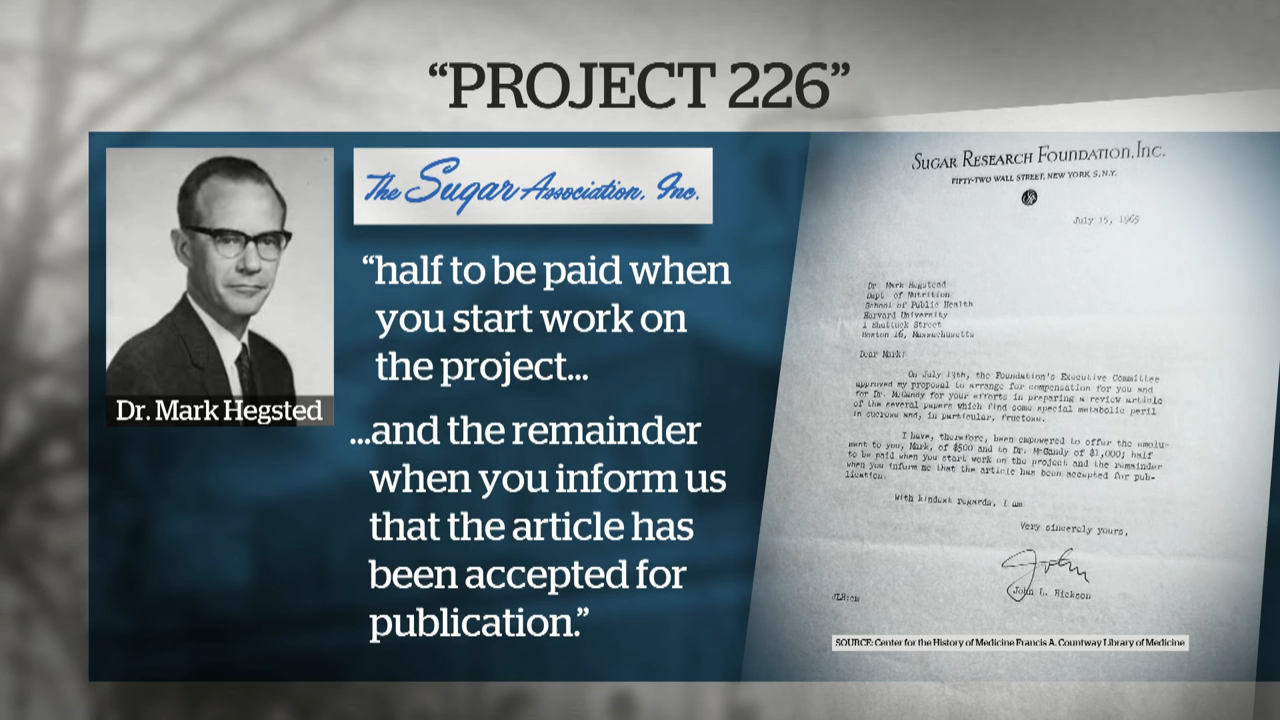 “PROJECT 226”
The Sugar Association, Inc.
“half to be paid when
you start work on
the project...
...and the remainder
when you inform us
that the article has
been accepted for
publication.”
Dr. Mark Hegsted
SUGAR RESEARCH FOUNDATION, INC.
FIFTY-TWO WALL STREET, NEW YORK 5, N.Y.
July 15, 1965
Dr. Mark Hegstead
Dept. of Nutrition
School of Public Health
Harvard University
1 Shattuck Street
Boston 16, Massachusetts
Dear Mark:
On July 13th, the Foundation's Executive Committee
approved my proposal to arrange for compensation for you and
for Dr. McGandy for your efforts in preparing a review article
of the several papers which find some special metabolic peril
in sucrose and, in particular, fructose.
I have, therefore, been empowered to offer the emolu-
ment to you, Mark, of $500 and to Dr. McGandy of $1,000; half
to be paid when you start work on the project and the remainder
when you inform me that the article has been accepted for pub-
lication.
With kindest regards, I am
Very sincerely yours,
John
John L. Hickson
JLH:cm
SOURCE: Center for the History of Medicine Francis A. Countway Library of Medicine